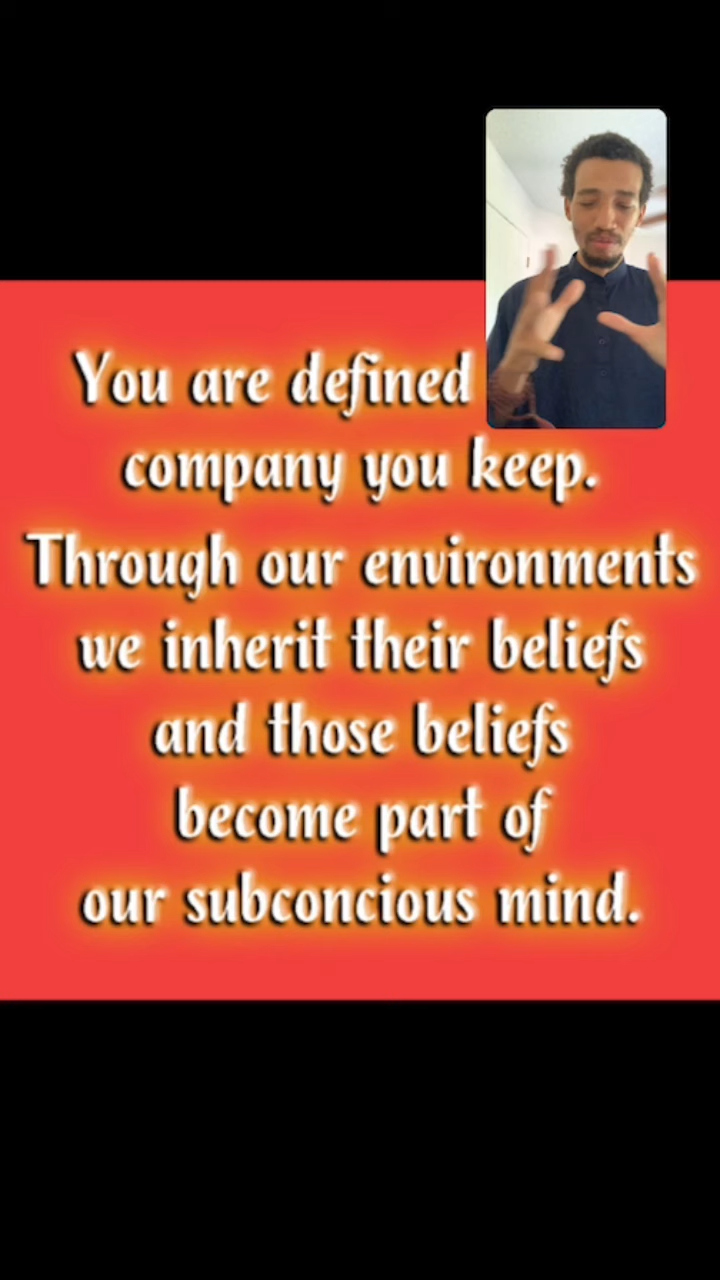 You are defined
company you keep.
Through our environments
we inherit their beliefs
and those beliefs
become part of
our subconcious mind.